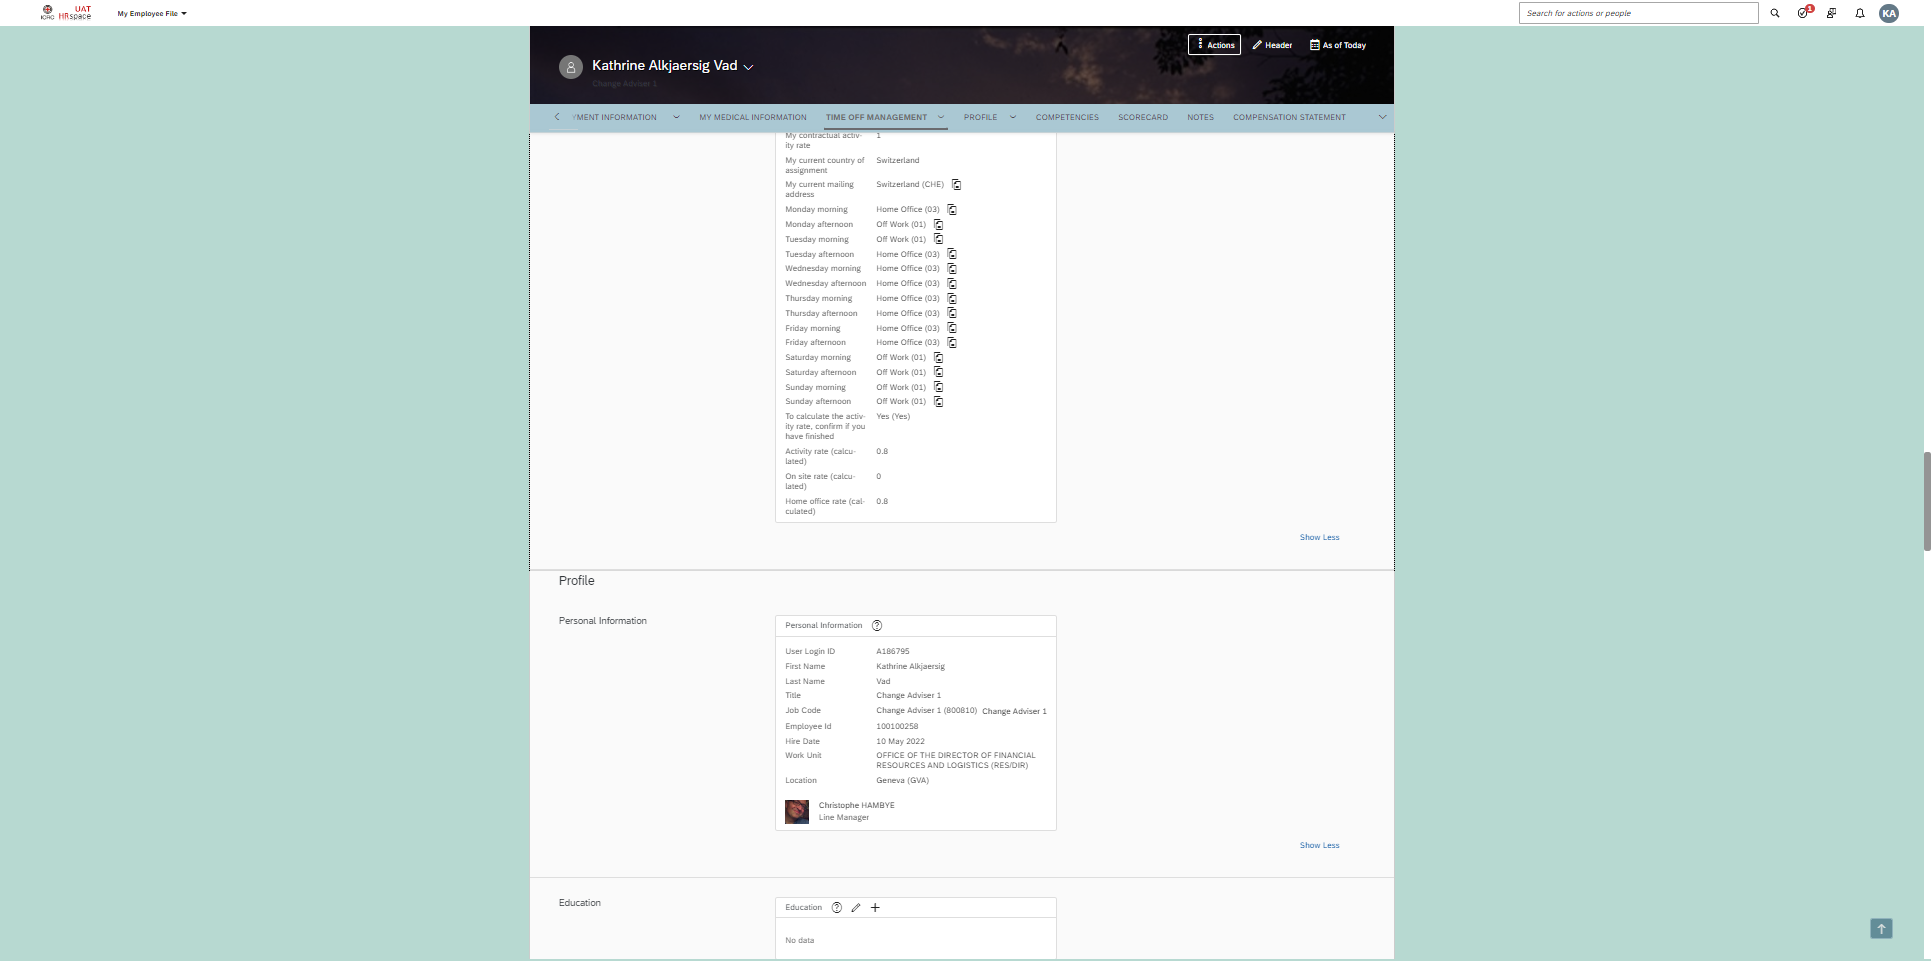 ICRC
UAT
HRspace
My Employee File
Search for actions or people
1
KA
Actions
Header
As of Today
Kathrine Alkjaersig Vad
Change Adviser 1
YMENT INFORMATION
MY MEDICAL INFORMATION
TIME OFF MANAGEMENT
PROFILE
COMPETENCIES
SCORECARD
NOTES
COMPENSATION STATEMENT
My contractual activ-
ity rate
1
My current country of
assignment
Switzerland
My current mailing
address
Switzerland (CHE)
Monday morning
Home Office (03)
Monday afternoon
Off Work (01)
Tuesday morning
Off Work (01)
Tuesday afternoon
Home Office (03)
Wednesday morning
Home Office (03)
Wednesday afternoon
Home Office (03)
Thursday morning
Home Office (03)
Thursday afternoon
Home Office (03)
Friday morning
Home Office (03)
Friday afternoon
Home Office (03)
Saturday morning
Off Work (01)
Saturday afternoon
Off Work (01)
Sunday morning
Off Work (01)
Sunday afternoon
Off Work (01)
To calculate the activ-
ity rate, confirm if you
have finished
Yes (Yes)
Activity rate (calcu-
lated)
0.8
On site rate (calcu-
lated)
0
Home office rate (cal-
culated)
0.8
Show Less
Profile
Personal Information
Personal Information
User Login ID
A186795
First Name
Kathrine Alkjaersig
Last Name
Vad
Title
Change Adviser 1
Job Code
Change Adviser 1 (800810) Change Adviser 1
Employee Id
100100258
Hire Date
10 May 2022
Work Unit
OFFICE OF THE DIRECTOR OF FINANCIAL
RESOURCES AND LOGISTICS (RES/DIR)
Location
Geneva (GVA)
Christophe HAMBYE
Line Manager
Show Less
Education
Education
No data